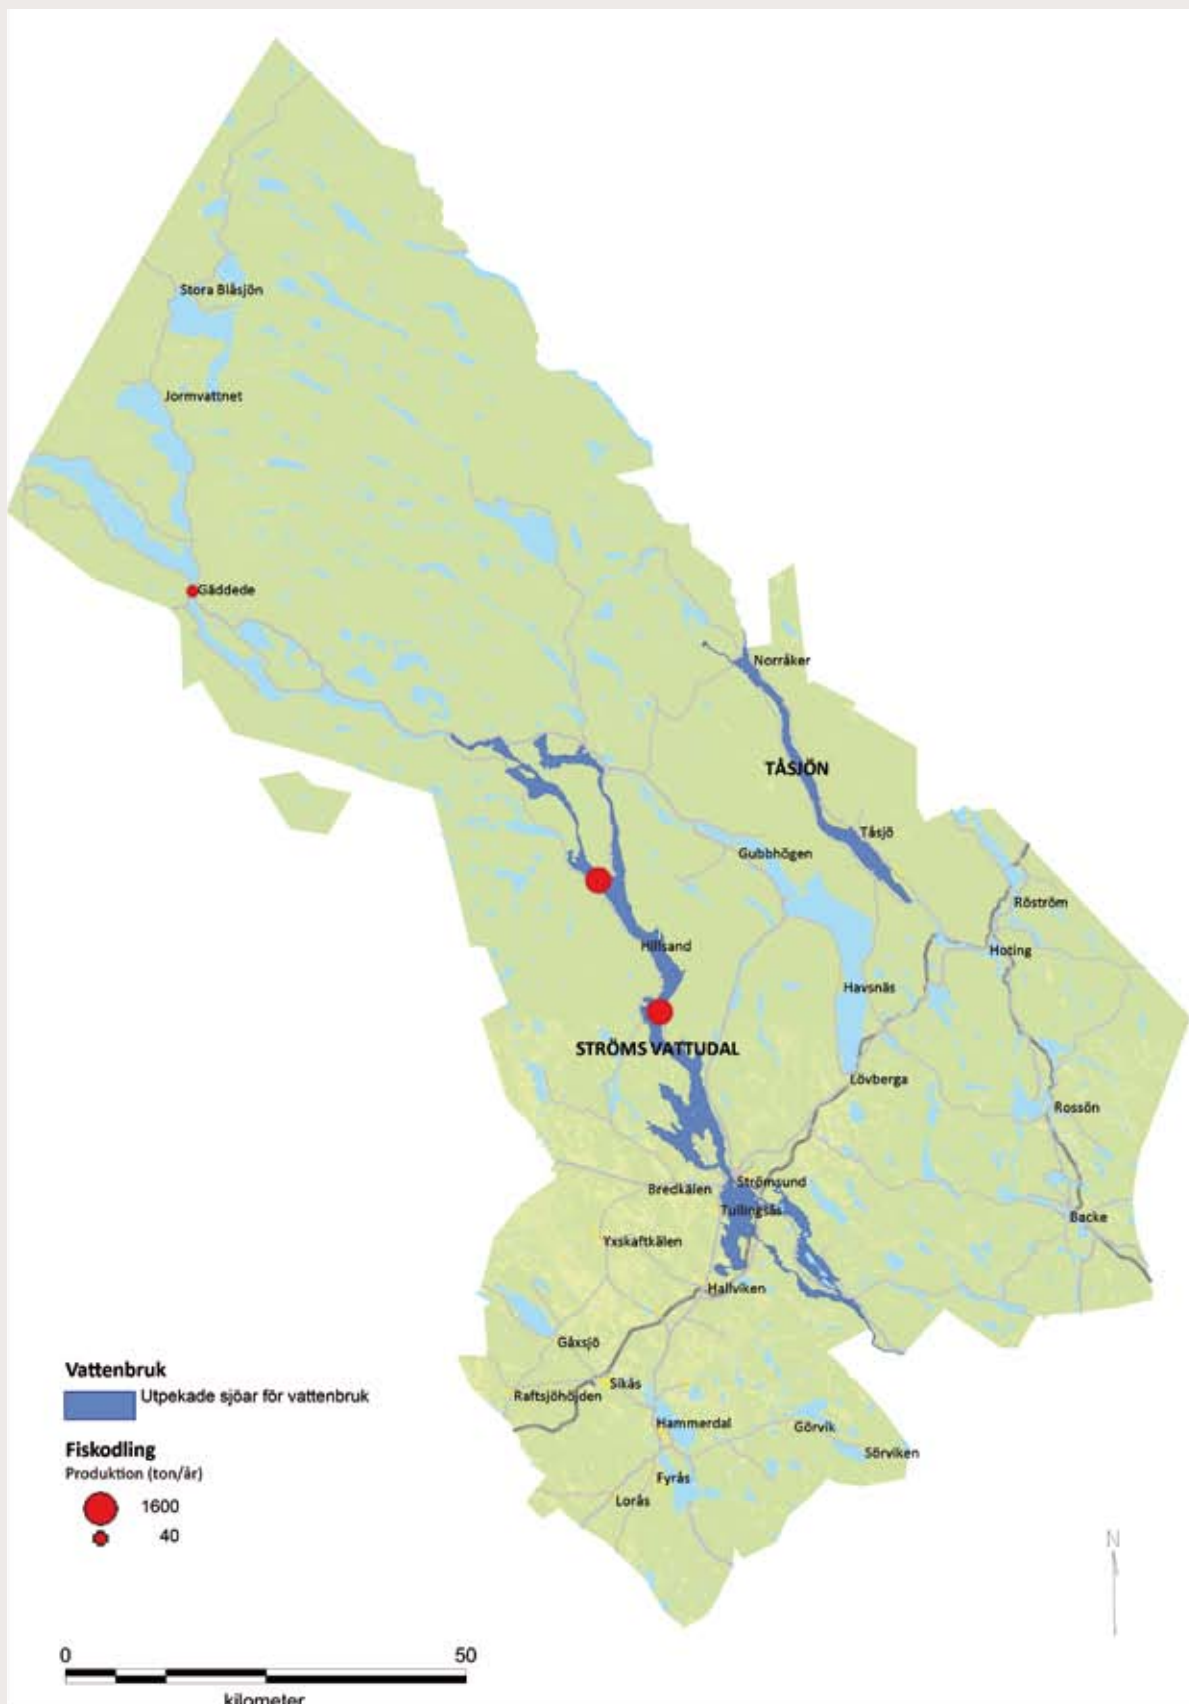 Stora Blåsjön
Jormvattnet
Gäddede
Norråker
TÅSJÖN
Tåsjö
Gubbhögen
Röström
Hillsand
Hoting
Havsnäs
STRÖMS VATTUDAL
Lövberga
Rossön
Strömsund
Bredkälen
Tullingsås
Backe
Yxskaftkälen
Hallviken
Gåxsjö
Sikås
Raftsjöhöjden
Hammerdal
Görvik
Sörviken
Fyrås
Lorås
Vattenbruk
Utpekade sjöar för vattenbruk
Fiskodling
Produktion (ton/år)
1600
40
N
0 50
kilometer